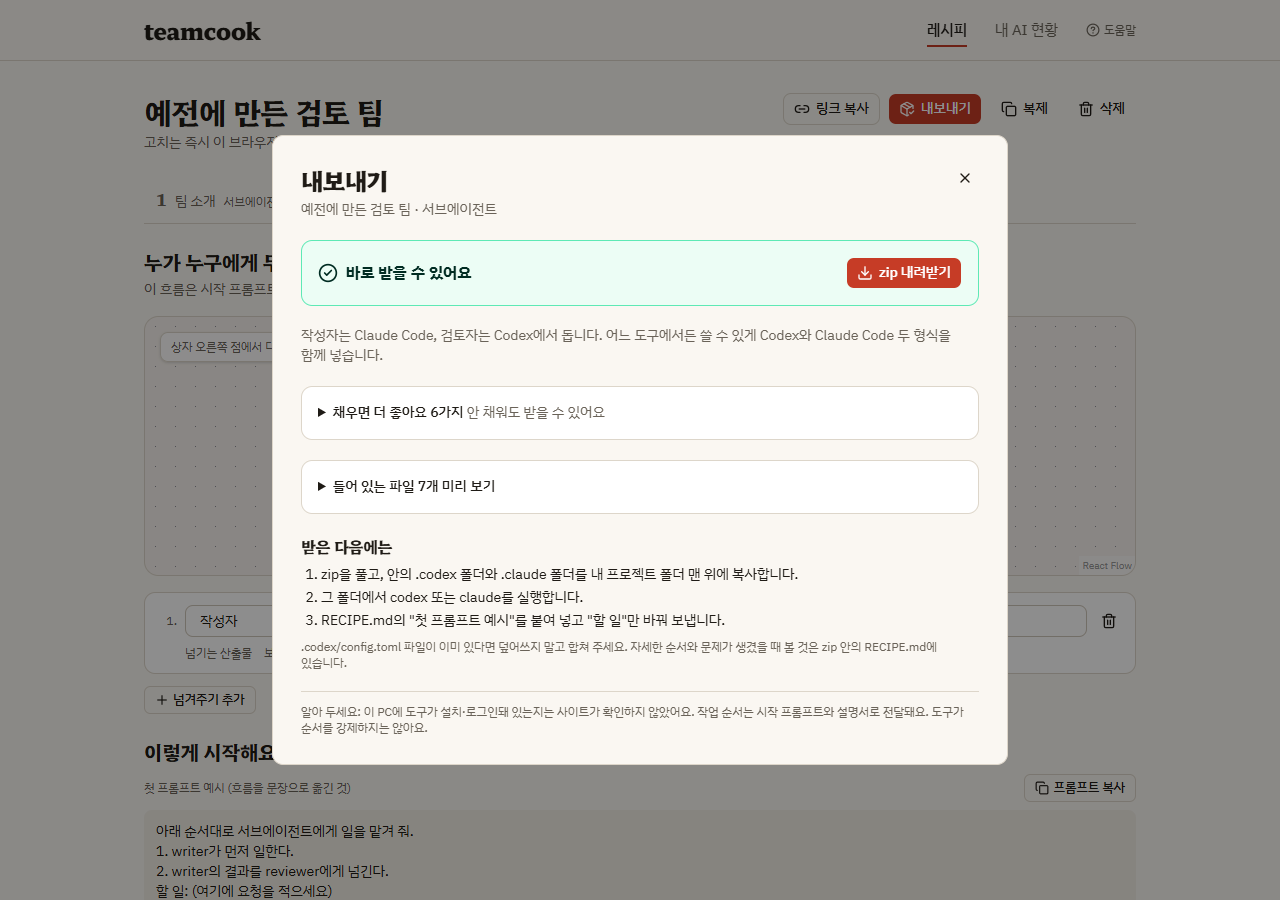 teamcook
레시피
내 AI 현황
도움말
예전에 만든 검토 팀
링크 복사
내보내기
복제
삭제
고치는 즉시 이 브라우저
내보내기
예전에 만든 검토 팀 · 서브에이전트
1 팀 소개
바로 받을 수 있어요
zip 내려받기
누가 누구에게
이 흐름은 시작 프롬프트
작성자는 Claude Code, 검토자는 Codex에서 돕니다. 어느 도구에서든 쓸 수 있게 Codex와 Claude Code 두 형식을
함께 넣습니다.
상자 오른쪽 점에서
▶ 채우면 더 좋아요 6가지 안 채워도 받을 수 있어요
▶ 들어 있는 파일 7개 미리 보기
받은 다음에는
1. zip을 풀고, 안의 .codex 폴더와 .claude 폴더를 내 프로젝트 폴더 맨 위에 복사합니다.
2. 그 폴더에서 codex 또는 claude를 실행합니다.
3. RECIPE.md의 "첫 프롬프트 예시"를 붙여 넣고 "할 일"만 바꿔 보냅니다.
.codex/config.toml 파일이 이미 있다면 덮어쓰지 말고 합쳐 주세요. 자세한 순서와 문제가 생겼을 때 볼 것은 zip 안의 RECIPE.md에
있습니다.
알아 두세요: 이 PC에 도구가 설치·로그인돼 있는지는 사이트가 확인하지 않았어요. 작업 순서는 시작 프롬프트와 설명서로 전달돼요. 도구가
순서를 강제하지는 않아요.
React Flow
1. 작성자
넘기는 산출물
+ 넘겨주기 추가
이렇게 시작해요
첫 프롬프트 예시 (흐름을 문장으로 옮긴 것)
프롬프트 복사
아래 순서대로 서브에이전트에게 일을 맡겨 줘.
1. writer가 먼저 일한다.
2. writer의 결과를 reviewer에게 넘긴다.
할 일: (여기에 요청을 적으세요)